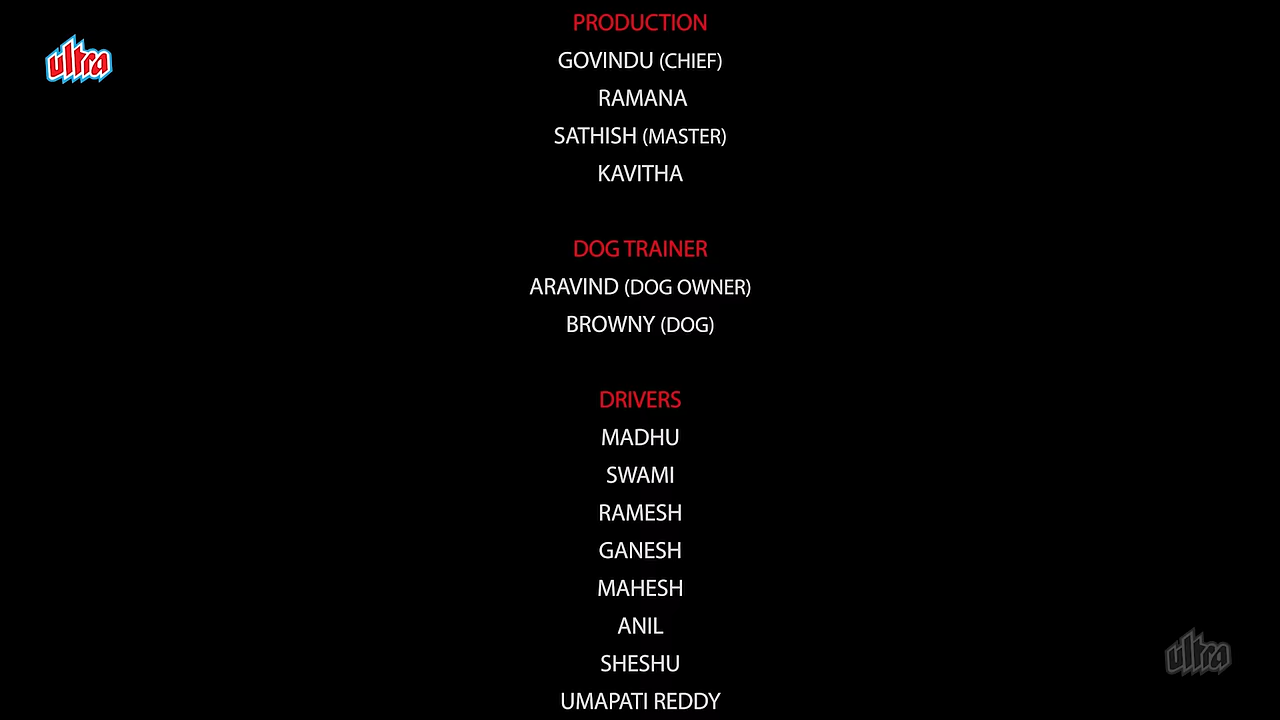 ultra
PRODUCTION
GOVINDU (CHIEF)
RAMANA
SATHISH (MASTER)
KAVITHA
DOG TRAINER
ARAVIND (DOG OWNER)
BROWNY (DOG)
DRIVERS
MADHU
SWAMI
RAMESH
GANESH
MAHESH
ANIL
SHESHU
UMAPATI REDDY
ultra